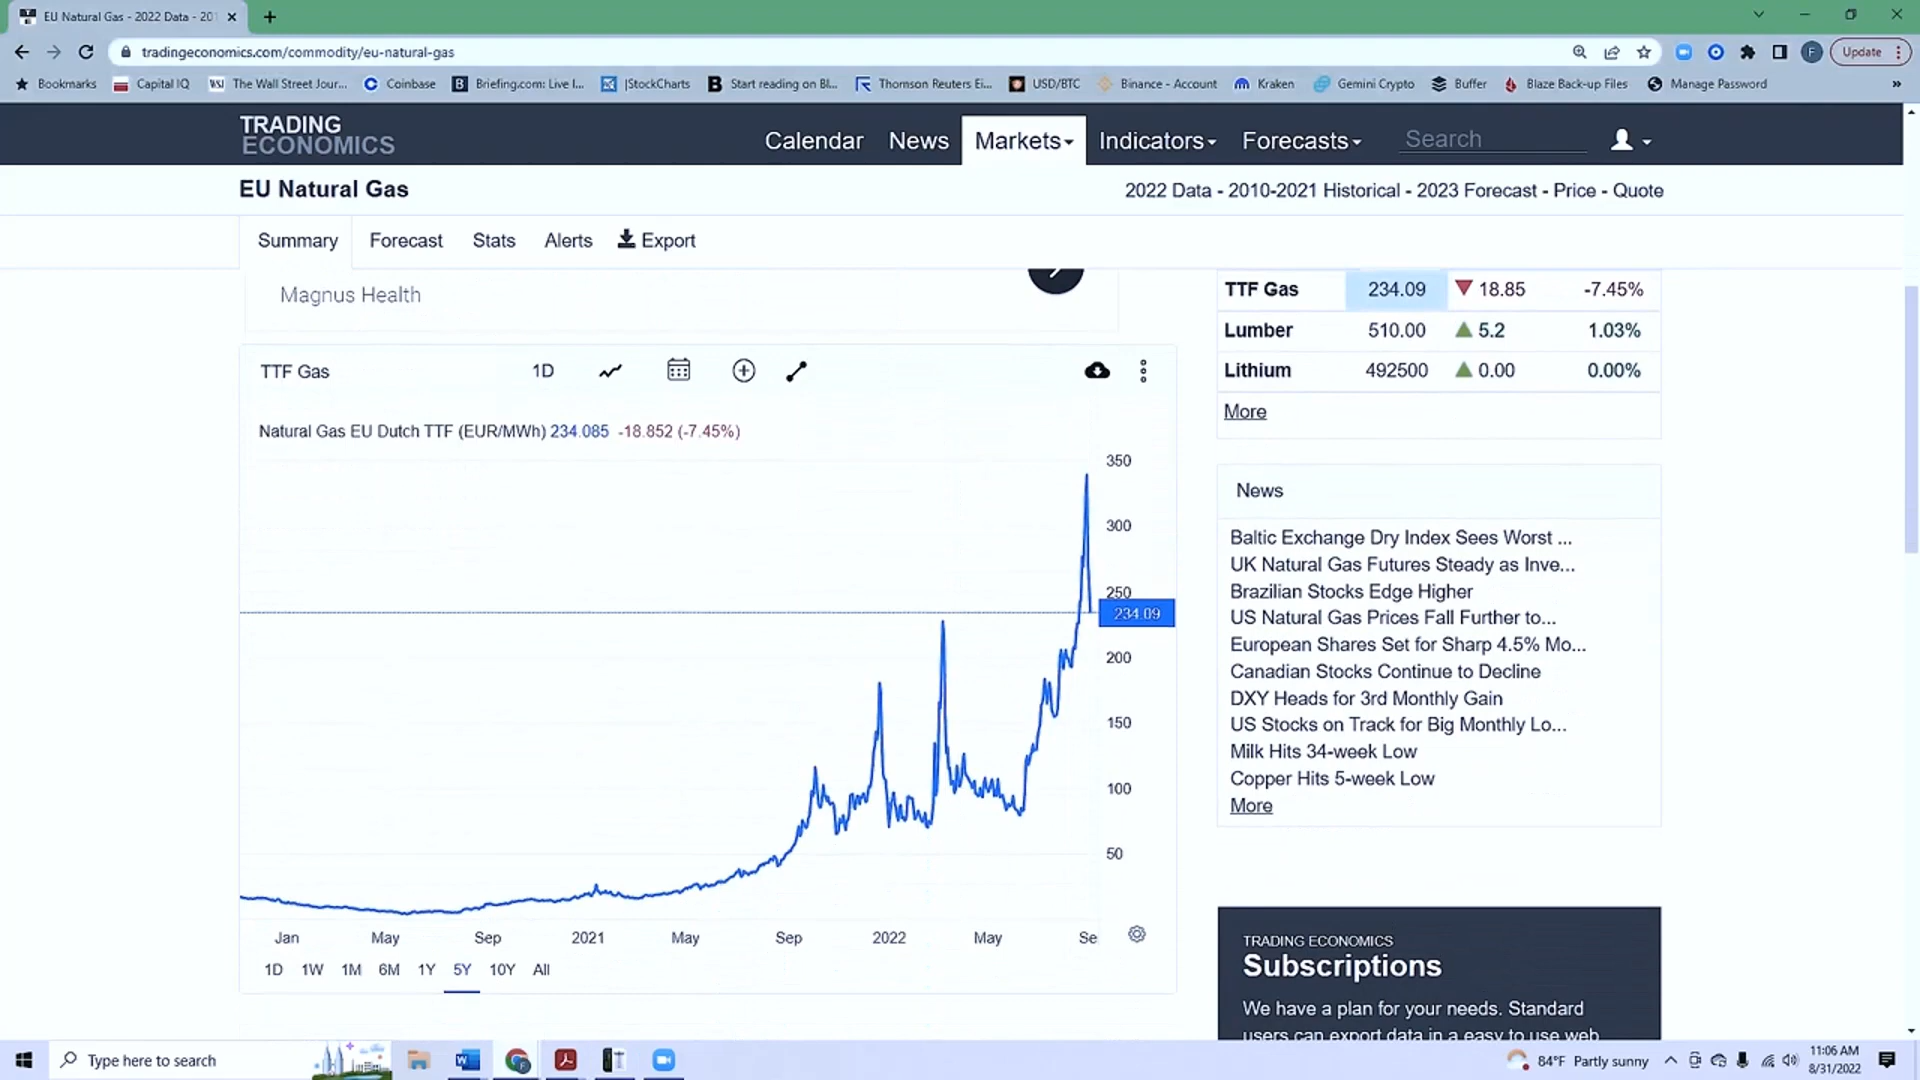 EU Natural Gas - 2022 Data - 201
tradingeconomics.com/commodity/eu-natural-gas
Update
Bookmarks
Capital IQ
The Wall Street Jour...
Coinbase
Briefing.com: Live I...
|StockCharts
Start reading on Bl...
Thomson Reuters Ei...
USD/BTC
Binance - Account
Kraken
Gemini Crypto
Buffer
Blaze Back-up Files
Manage Password
»
TRADING
ECONOMICS
Calendar
News
Markets
Indicators
Forecasts
Search
EU Natural Gas
2022 Data - 2010-2021 Historical - 2023 Forecast - Price - Quote
Summary
Forecast
Stats
Alerts
Export
Magnus Health
TTF Gas 234.09 18.85 -7.45%
Lumber 510.00 5.2 1.03%
Lithium 492500 0.00 0.00%
More
TTF Gas
1D
Natural Gas EU Dutch TTF (EUR/MWh) 234.085 -18.852 (-7.45%)
350
300
250
234.09
200
150
100
50
Jan May Sep 2021 May Sep 2022 May Se
1D 1W 1M 6M 1Y 5Y 10Y All
News
Baltic Exchange Dry Index Sees Worst ...
UK Natural Gas Futures Steady as Inve...
Brazilian Stocks Edge Higher
US Natural Gas Prices Fall Further to...
European Shares Set for Sharp 4.5% Mo...
Canadian Stocks Continue to Decline
DXY Heads for 3rd Monthly Gain
US Stocks on Track for Big Monthly Lo...
Milk Hits 34-week Low
Copper Hits 5-week Low
More
TRADING ECONOMICS
Subscriptions
We have a plan for your needs. Standard
users can export data in a easy to use web
Type here to search
84°F Partly sunny
11:06 AM
8/31/2022